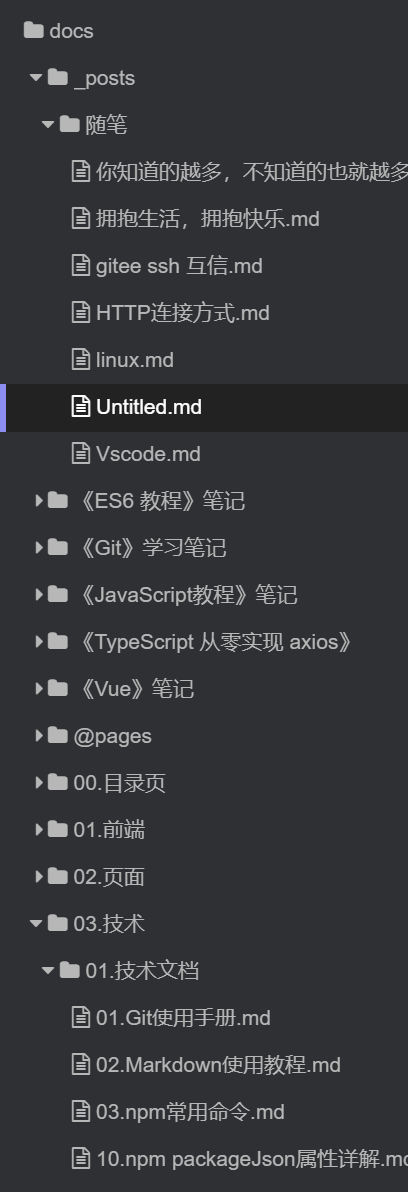 docs
_posts
随笔
你知道的越多，不知道的也就越多
拥抱生活，拥抱快乐.md
gitee ssh 互信.md
HTTP连接方式.md
linux.md
Untitled.md
Vscode.md
《ES6 教程》笔记
《Git》学习笔记
《JavaScript教程》笔记
《TypeScript 从零实现 axios》
《Vue》笔记
@pages
00.目录页
01.前端
02.页面
03.技术
01.技术文档
01.Git使用手册.md
02.Markdown使用教程.md
03.npm常用命令.md
10.npm packageJson属性详解.md